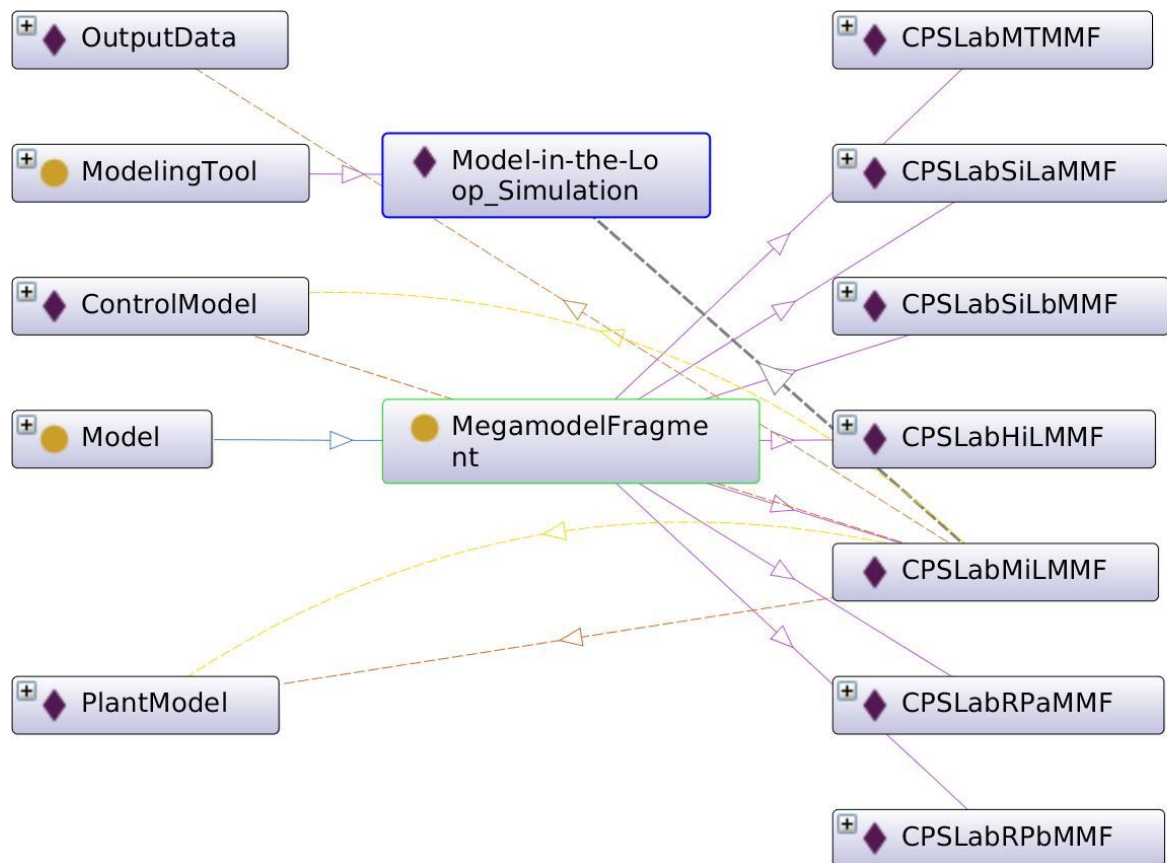 OutputData
ModelingTool
ControlModel
Model
PlantModel
Model-in-the-Lo
op_Simulation
MegamodelFragme
nt
CPSLabMTMMF
CPSLabSiLaMMF
CPSLabSiLbMMF
CPSLabHiLMMF
CPSLabMiLMMF
CPSLabRPaMMF
CPSLabRPbMMF